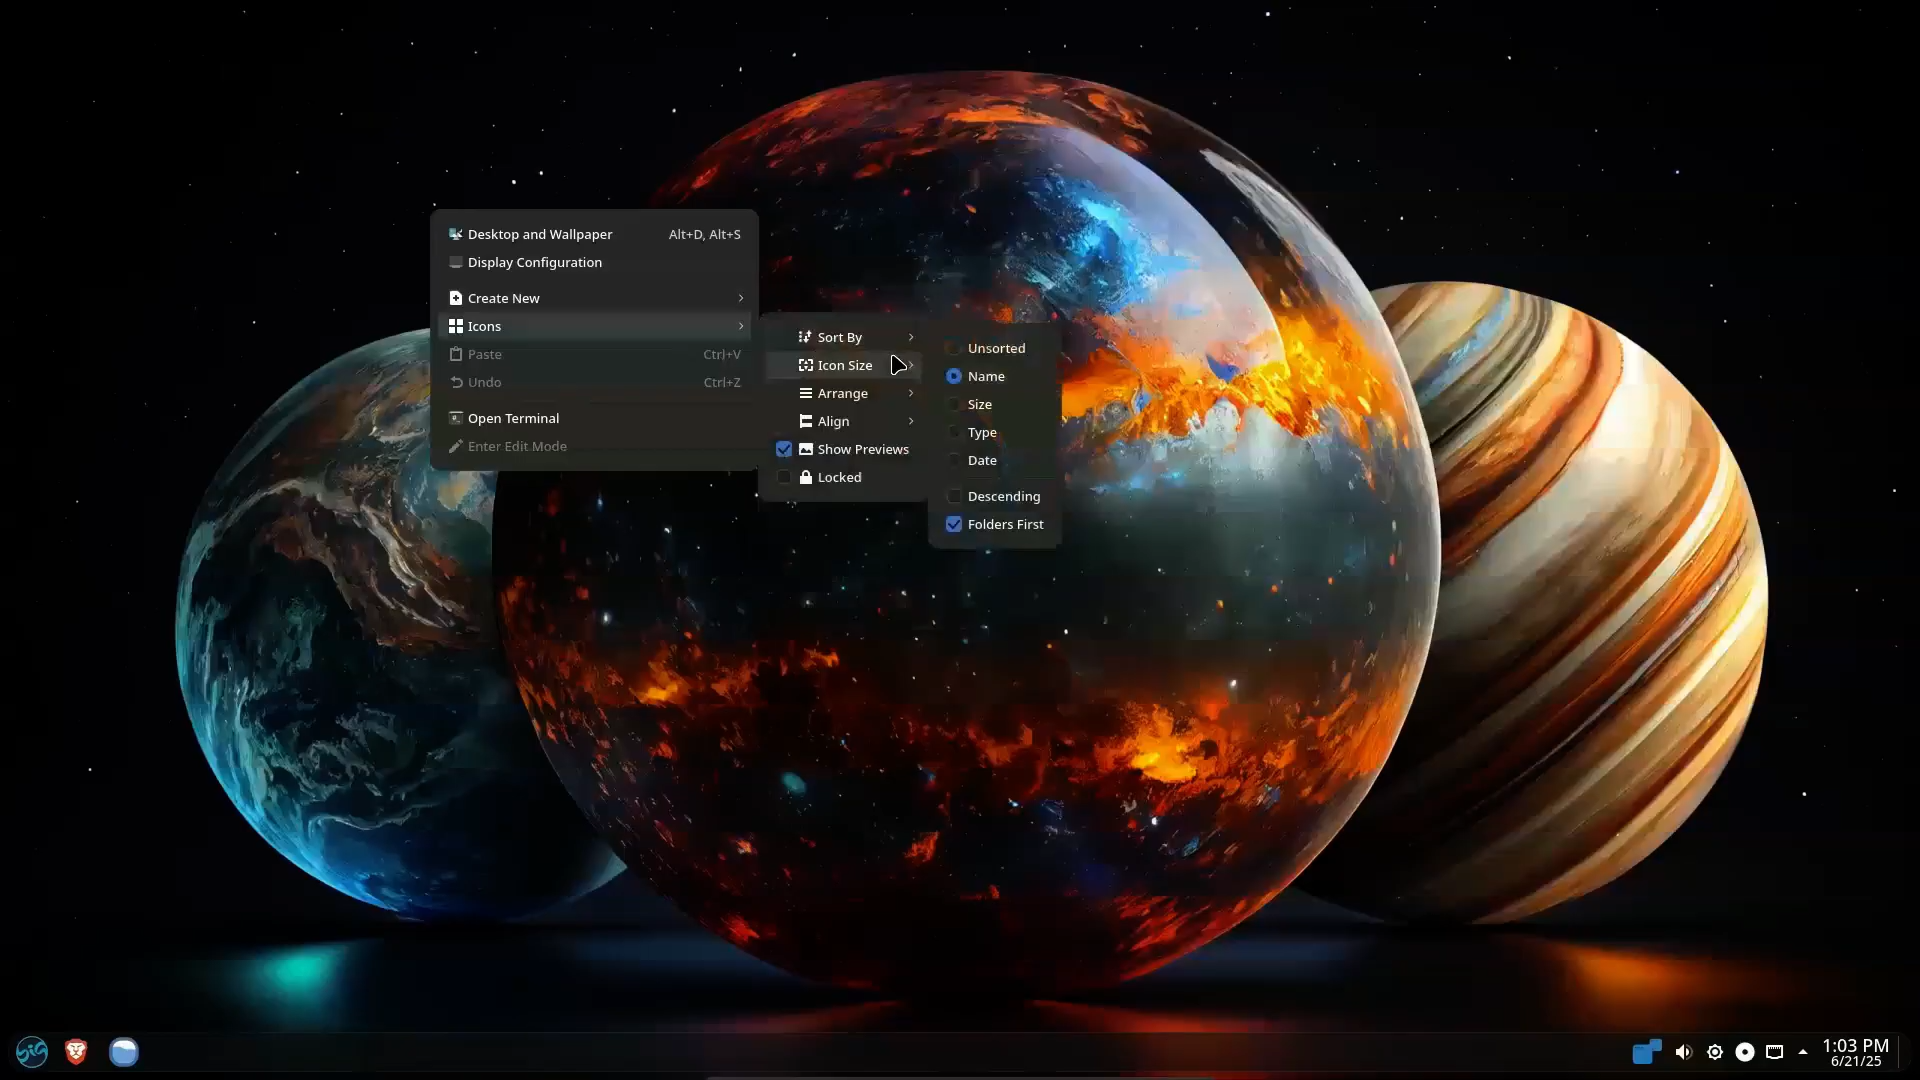 Desktop and Wallpaper Alt+D, Alt+S
Display Configuration
Create New
Icons
Paste Ctrl+V
Undo Ctrl+Z
Open Terminal
Enter Edit Mode
Sort By
Icon Size
Arrange
Align
Show Previews
Locked
Unsorted
Name
Size
Type
Date
Descending
Folders First
1:03 PM
6/21/25